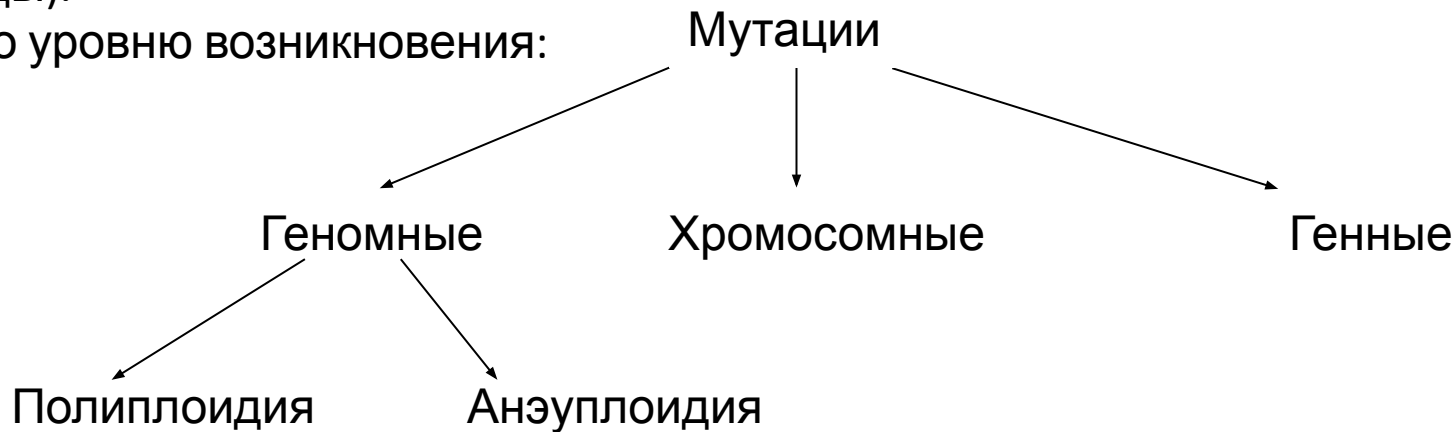 о уровню возникновения:
Мутации
Геномные Хромосомные Генные
Полиплоидия Анэуплоидия